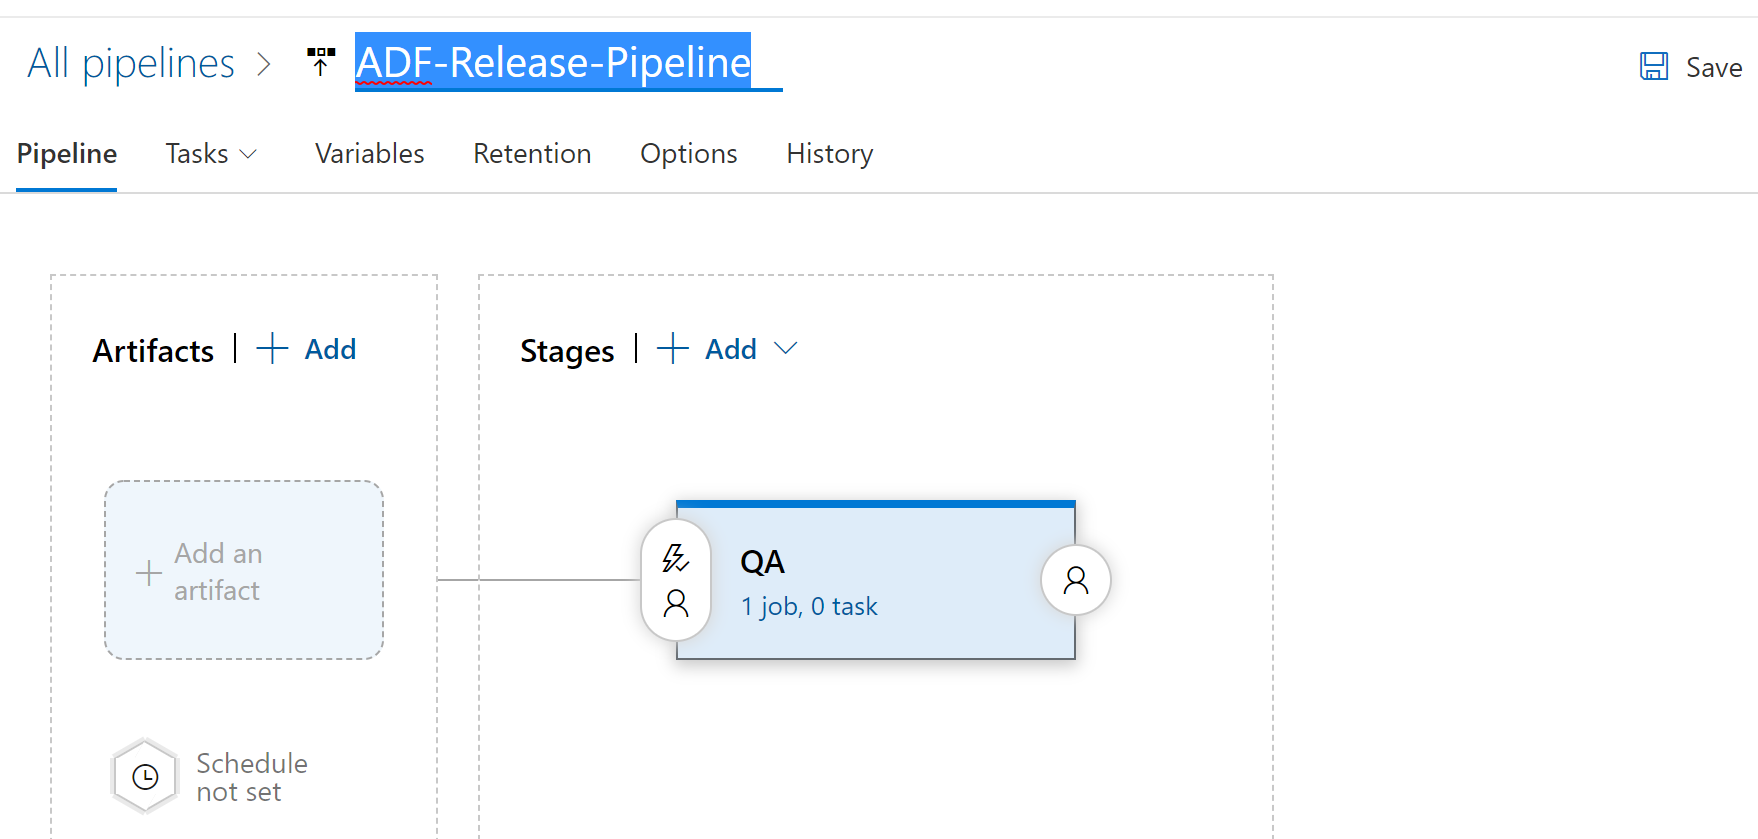 All pipelines > ADF-Release-Pipeline Save
Pipeline Tasks Variables Retention Options History
Artifacts | + Add
Stages | + Add
+ Add an
artifact
QA
1 job, 0 task
Schedule
not set